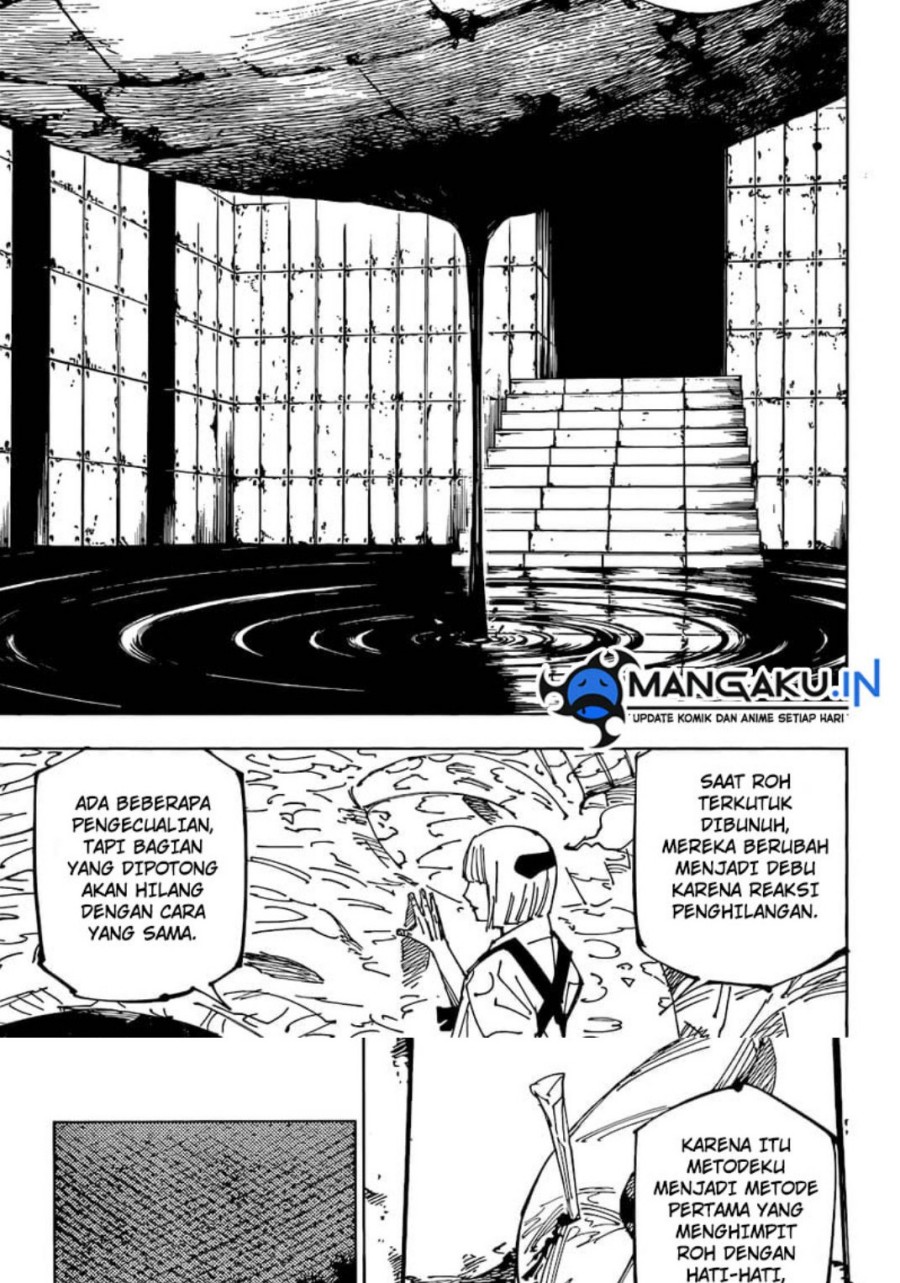 MANGAKU.IN
UPDATE KOMIK DAN ANIME SETIAP HARI
SAAT ROH
TERKUTUK
DIBUNUH,
MEREKA BERUBAH
MENJADI DEBU
KARENA REAKSI
PENGHILANGAN.
ADA BEBERAPA
PENGECUALIAN,
TAPI BAGIAN
YANG DIPOTONG
AKAN HILANG
DENGAN CARA
YANG SAMA.
KARENA ITU
METODEKU
MENJADI METODE
PERTAMA YANG
MENGHIMPIT
ROH DENGAN
HATI-HATI,